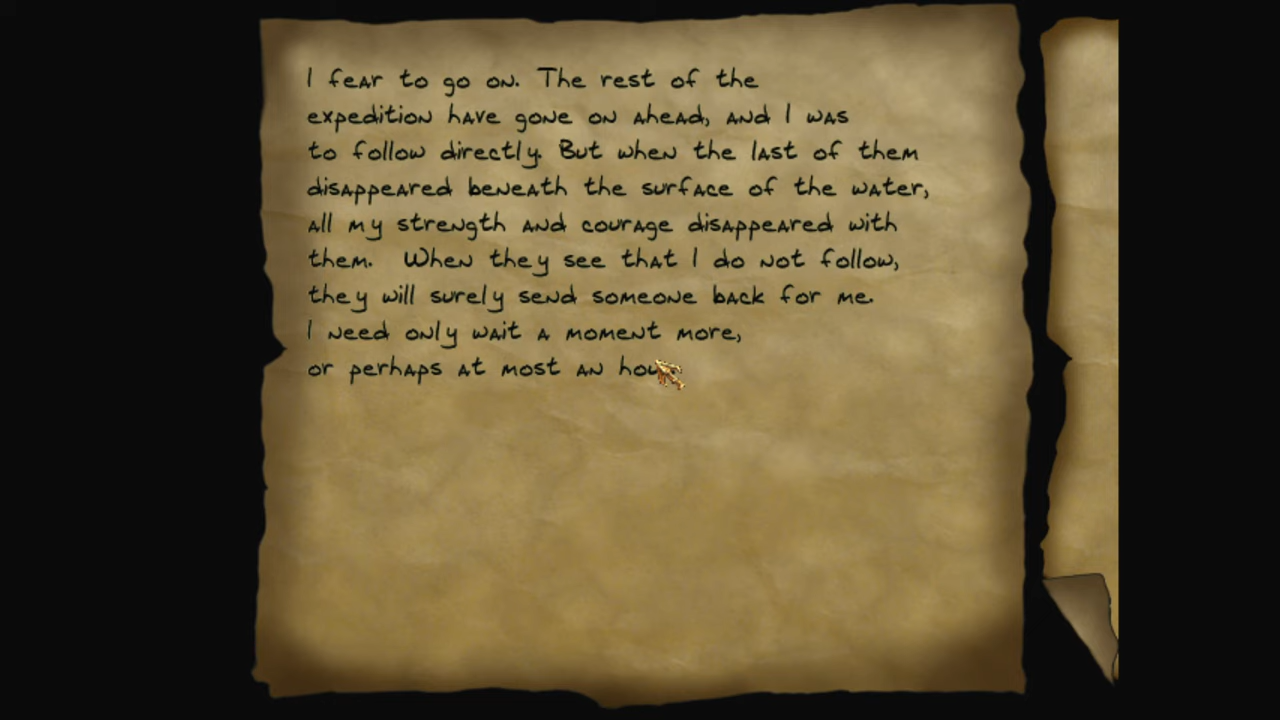 I fear to go on. The rest of the
expedition have gone on ahead, and I was
to follow directly. But when the last of them
disappeared beneath the surface of the water,
all my strength and courage disappeared with
them. When they see that I do not follow,
they will surely send someone back for me.
I need only wait a moment more,
or perhaps at most an